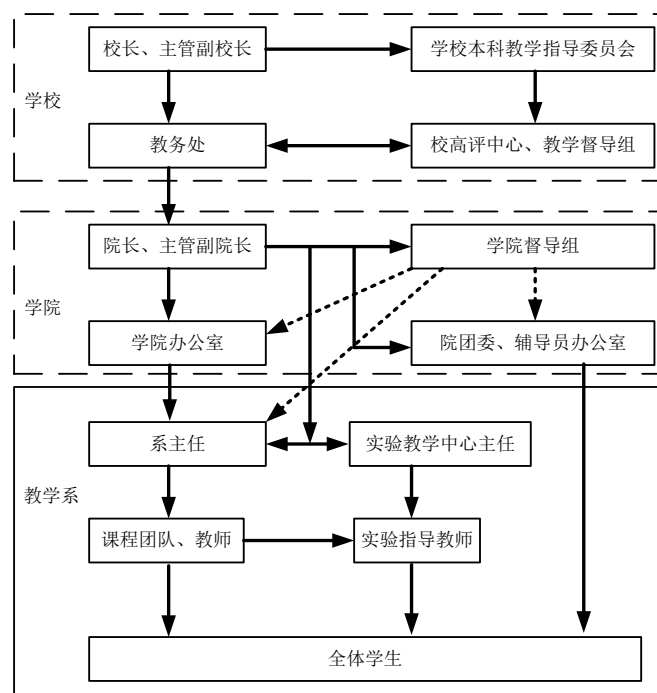 校长、主管副校长
学校本科教学指导委员会
学校
教务处
校高评中心、教学督导组
院长、主管副院长
学院督导组
学院
学院办公室
院团委、辅导员办公室
系主任
实验教学中心主任
教学系
课程团队、教师
实验指导教师
全体学生